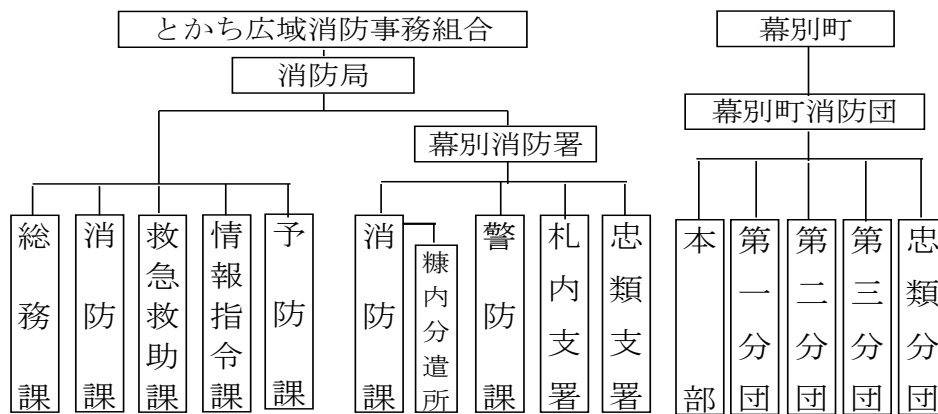 とかち広域消防事務組合
消防局
幕別消防署
総務課
消防課
救急救助課
情報指令課
予防課
消防課
糠内分遣所
警防課
札内支署
忠類支署
幕別町
幕別町消防団
本部
第一分団
第二分団
第三分団
忠類分団